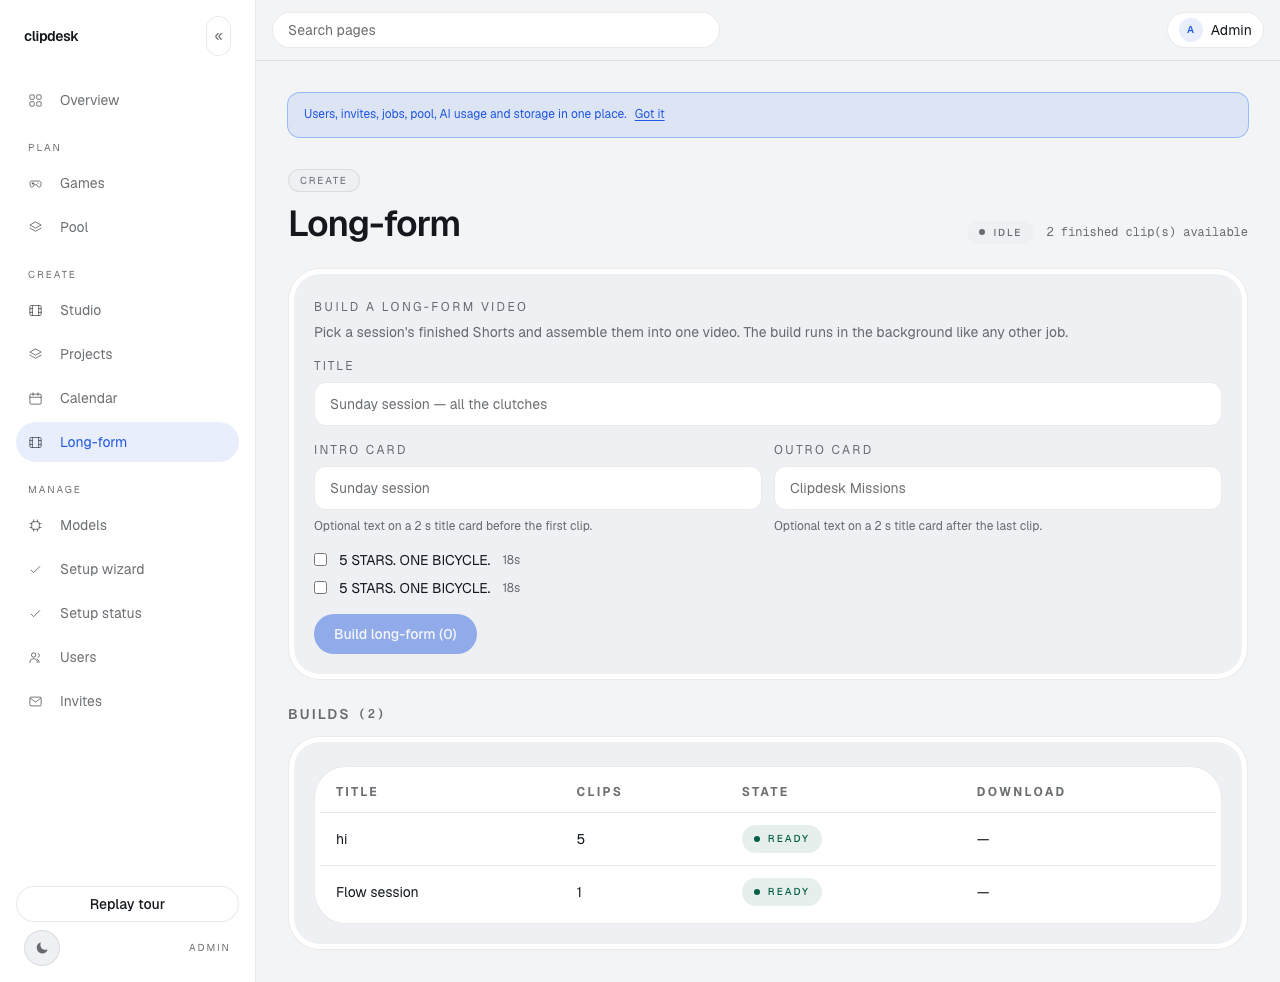 clipdesk
«
Search pages
A Admin
Overview
PLAN
Games
Pool
CREATE
Studio
Projects
Calendar
Long-form
MANAGE
Models
Setup wizard
Setup status
Users
Invites
Replay tour
ADMIN
Users, invites, jobs, pool, AI usage and storage in one place. Got it
CREATE
Long-form
IDLE 2 finished clip(s) available
BUILD A LONG-FORM VIDEO
Pick a session's finished Shorts and assemble them into one video. The build runs in the background like any other job.
TITLE
Sunday session — all the clutches
INTRO CARD OUTRO CARD
Sunday session Clipdesk Missions
Optional text on a 2 s title card before the first clip. Optional text on a 2 s title card after the last clip.
5 STARS. ONE BICYCLE. 18s
5 STARS. ONE BICYCLE. 18s
Build long-form (0)
BUILDS (2)
TITLE CLIPS STATE DOWNLOAD
hi 5 READY —
Flow session 1 READY —